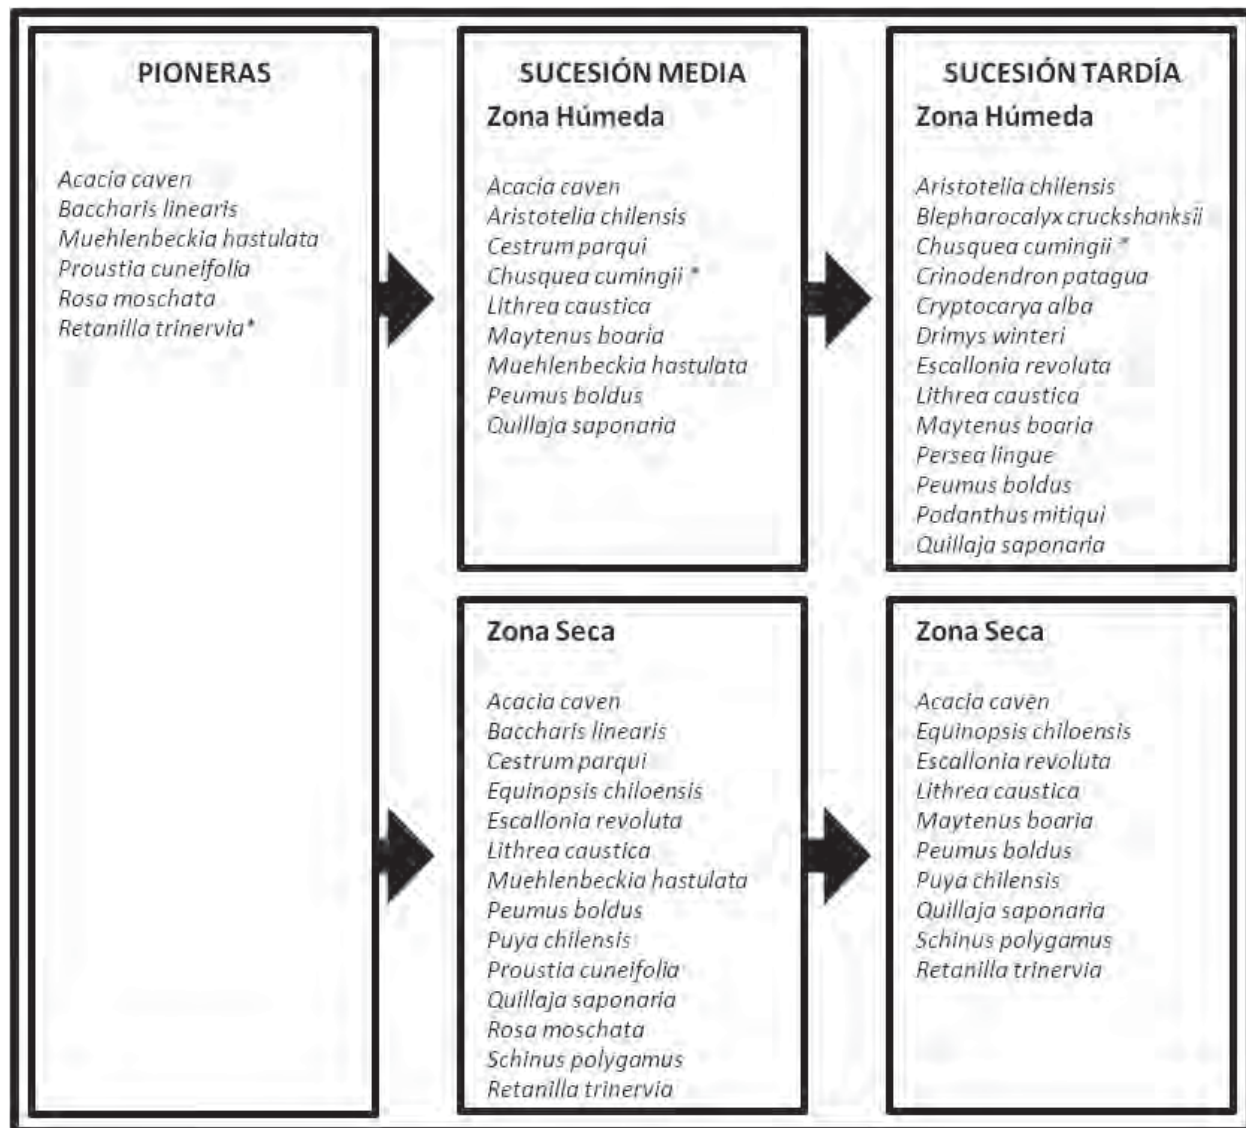 PIONERAS
Acacia caven
Baccharis linearis
Muehlenbeckia hastulata
Proustia cuneifolia
Rosa moschata
Retanilla trinervia*
SUCESIÓN MEDIA
Zona Húmeda
Acacia caven
Aristotelia chilensis
Cestrum parqui
Chusquea cumingii *
Lithrea caustica
Maytenus boaria
Muehlenbeckia hastulata
Peumus boldus
Quillaja saponaria
SUCESIÓN TARDÍA
Zona Húmeda
Aristotelia chilensis
Blepharocalyx cruckshanksii
Chusquea cumingii *
Crinodendron patagua
Cryptocarya alba
Drimys winteri
Escallonia revoluta
Lithrea caustica
Maytenus boaria
Persea lingue
Peumus boldus
Podanthus mitiqui
Quillaja saponaria
Zona Seca
Acacia caven
Baccharis linearis
Cestrum parqui
Equinopsis chiloensis
Escallonia revoluta
Lithrea caustica
Muehlenbeckia hastulata
Peumus boldus
Puya chilensis
Proustia cuneifolia
Quillaja saponaria
Rosa moschata
Schinus polygamus
Retanilla trinervia
Zona Seca
Acacia caven
Equinopsis chiloensis
Escallonia revoluta
Lithrea caustica
Maytenus boaria
Peumus boldus
Puya chilensis
Quillaja saponaria
Schinus polygamus
Retanilla trinervia